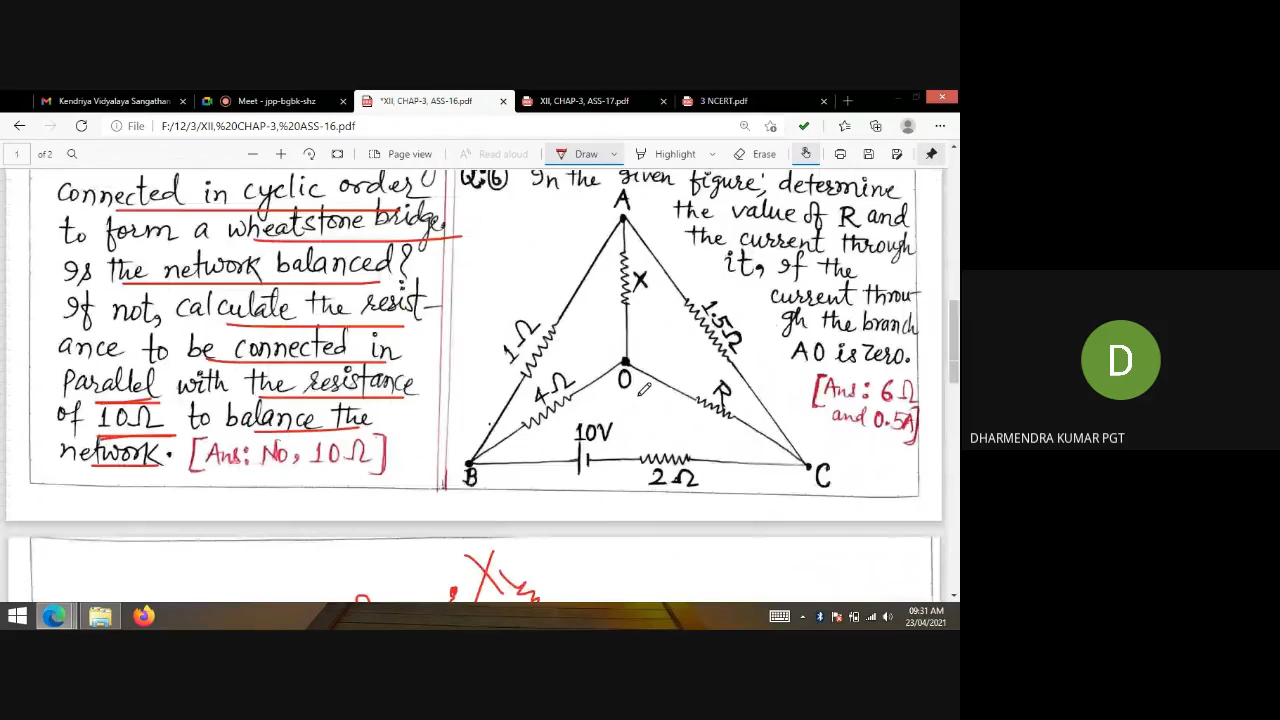 Kendriya Vidyalaya Sangathan
Meet - jpp-bgbk-shz
*XII, CHAP-3, ASS-16.pdf
XII, CHAP-3, ASS-17.pdf
3 NCERT.pdf
File
F:/12/3/XII,%20CHAP-3,%20ASS-16.pdf
1 of 2
Page view
Read aloud
Draw
Highlight
Erase
connected in cyclic order
to form a wheatstone bridge.
Is the network balanced?
If not, calculate the resist-
ance to be connected in
parallel with the resistance
of 10Ω to balance the
network. [Ans: No, 10Ω]
Q:⑥ In the given figure, determine
the value of R and
the current through
it, if the
current throu-
gh the branch
AO is zero.
[Ans: 6Ω
and 0.5A]
A
X
1Ω
1.5Ω
O
4Ω
R
10V
B
2Ω
C
X
D
DHARMENDRA KUMAR PGT
09:31 AM
23/04/2021